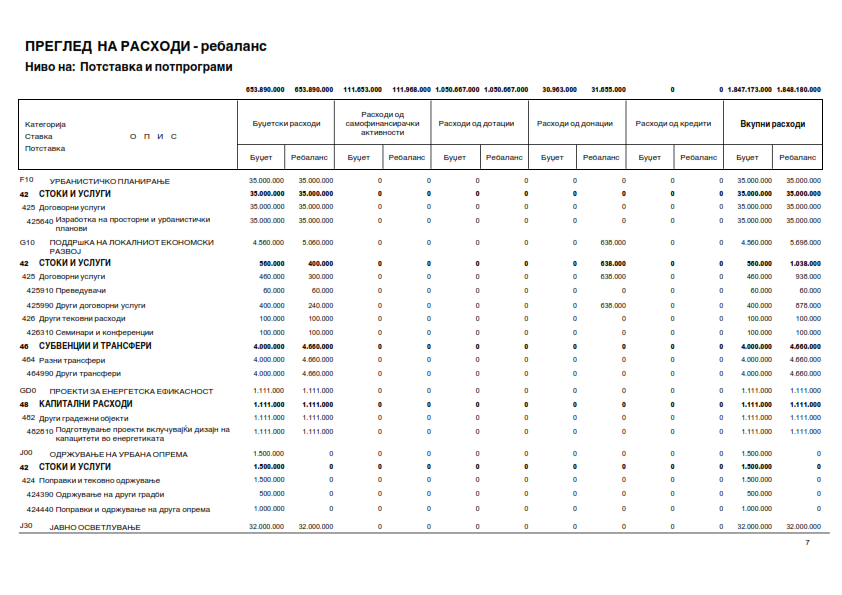 ПРЕГЛЕД НА РАСХОДИ - ребаланс
Ниво на: Потставка и потпрограми
653.890.000 653.890.000 111.653.000 111.968.000 1.050.667.000 1.050.667.000 30.963.000 31.655.000 0 0 1.847.173.000 1.848.180.000
Категорија
Ставка О П И С
Потставка
Буџетски расходи
Расходи од
самофинансирачки
активности
Расходи од дотации
Расходи од донации
Расходи од кредити
Вкупни расходи
Буџет Ребаланс Буџет Ребаланс Буџет Ребаланс Буџет Ребаланс Буџет Ребаланс Буџет Ребаланс
F10 УРБАНИСТИЧКО ПЛАНИРАЊЕ 35.000.000 35.000.000 0 0 0 0 0 0 0 0 35.000.000 35.000.000
42 СТОКИ И УСЛУГИ 35.000.000 35.000.000 0 0 0 0 0 0 0 0 35.000.000 35.000.000
425 Договорни услуги 35.000.000 35.000.000 0 0 0 0 0 0 0 0 35.000.000 35.000.000
425640 Изработка на просторни и урбанистички 35.000.000 35.000.000 0 0 0 0 0 0 0 0 35.000.000 35.000.000
планови
G10 ПОДДРшКА НА ЛОКАЛНИОТ ЕКОНОМСКИ 4.560.000 5.060.000 0 0 0 0 0 638.000 0 0 4.560.000 5.698.000
РАЗВОЈ
42 СТОКИ И УСЛУГИ 560.000 400.000 0 0 0 0 0 638.000 0 0 560.000 1.038.000
425 Договорни услуги 460.000 300.000 0 0 0 0 0 638.000 0 0 460.000 938.000
425910 Преведувачи 60.000 60.000 0 0 0 0 0 0 0 0 60.000 60.000
425990 Други договорни услуги 400.000 240.000 0 0 0 0 0 638.000 0 0 400.000 878.000
426 Други тековни расходи 100.000 100.000 0 0 0 0 0 0 0 0 100.000 100.000
426310 Семинари и конференции 100.000 100.000 0 0 0 0 0 0 0 0 100.000 100.000
46 СУБВЕНЦИИ И ТРАНСФЕРИ 4.000.000 4.660.000 0 0 0 0 0 0 0 0 4.000.000 4.660.000
464 Разни трансфери 4.000.000 4.660.000 0 0 0 0 0 0 0 0 4.000.000 4.660.000
464990 Други трансфери 4.000.000 4.660.000 0 0 0 0 0 0 0 0 4.000.000 4.660.000
GD0 ПРОЕКТИ ЗА ЕНЕРГЕТСКА ЕФИКАСНОСТ 1.111.000 1.111.000 0 0 0 0 0 0 0 0 1.111.000 1.111.000
48 КАПИТАЛНИ РАСХОДИ 1.111.000 1.111.000 0 0 0 0 0 0 0 0 1.111.000 1.111.000
482 Други градежни објекти 1.111.000 1.111.000 0 0 0 0 0 0 0 0 1.111.000 1.111.000
482810 Подготвување проекти вклучувајќи дизајн на 1.111.000 1.111.000 0 0 0 0 0 0 0 0 1.111.000 1.111.000
капацитети во енергетиката
J00 ОДРЖУВАЊЕ НА УРБАНА ОПРЕМА 1.500.000 0 0 0 0 0 0 0 0 0 1.500.000 0
42 СТОКИ И УСЛУГИ 1.500.000 0 0 0 0 0 0 0 0 0 1.500.000 0
424 Поправки и тековно одржување 1.500.000 0 0 0 0 0 0 0 0 0 1.500.000 0
424390 Одржување на други градби 500.000 0 0 0 0 0 0 0 0 0 500.000 0
424440 Поправки и одржување на друга опрема 1.000.000 0 0 0 0 0 0 0 0 0 1.000.000 0
J30 ЈАВНО ОСВЕТЛУВАЊЕ 32.000.000 32.000.000 0 0 0 0 0 0 0 0 32.000.000 32.000.000
7